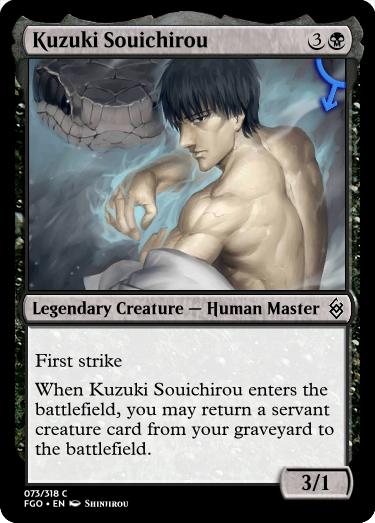 Kuzuki Souichirou 3
Legendary Creature — Human Master
First strike
When Kuzuki Souichirou enters the
battlefield, you may return a servant
creature card from your graveyard to
the battlefield.
3/1
073/318 C
FGO • EN Shinjirou